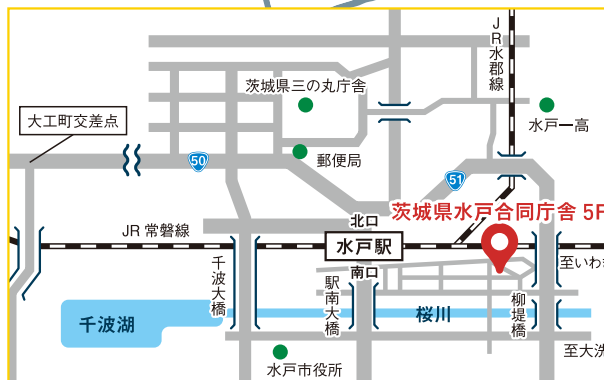 JR水郡線
茨城県三の丸庁舎
大工町交差点
水戸一高
50
郵便局
51
茨城県水戸合同庁舎 5F
北口
JR 常磐線
水戸駅
至いわき
南口
千波大橋
駅南大橋
柳堤橋
桜川
千波湖
至大洗
水戸市役所